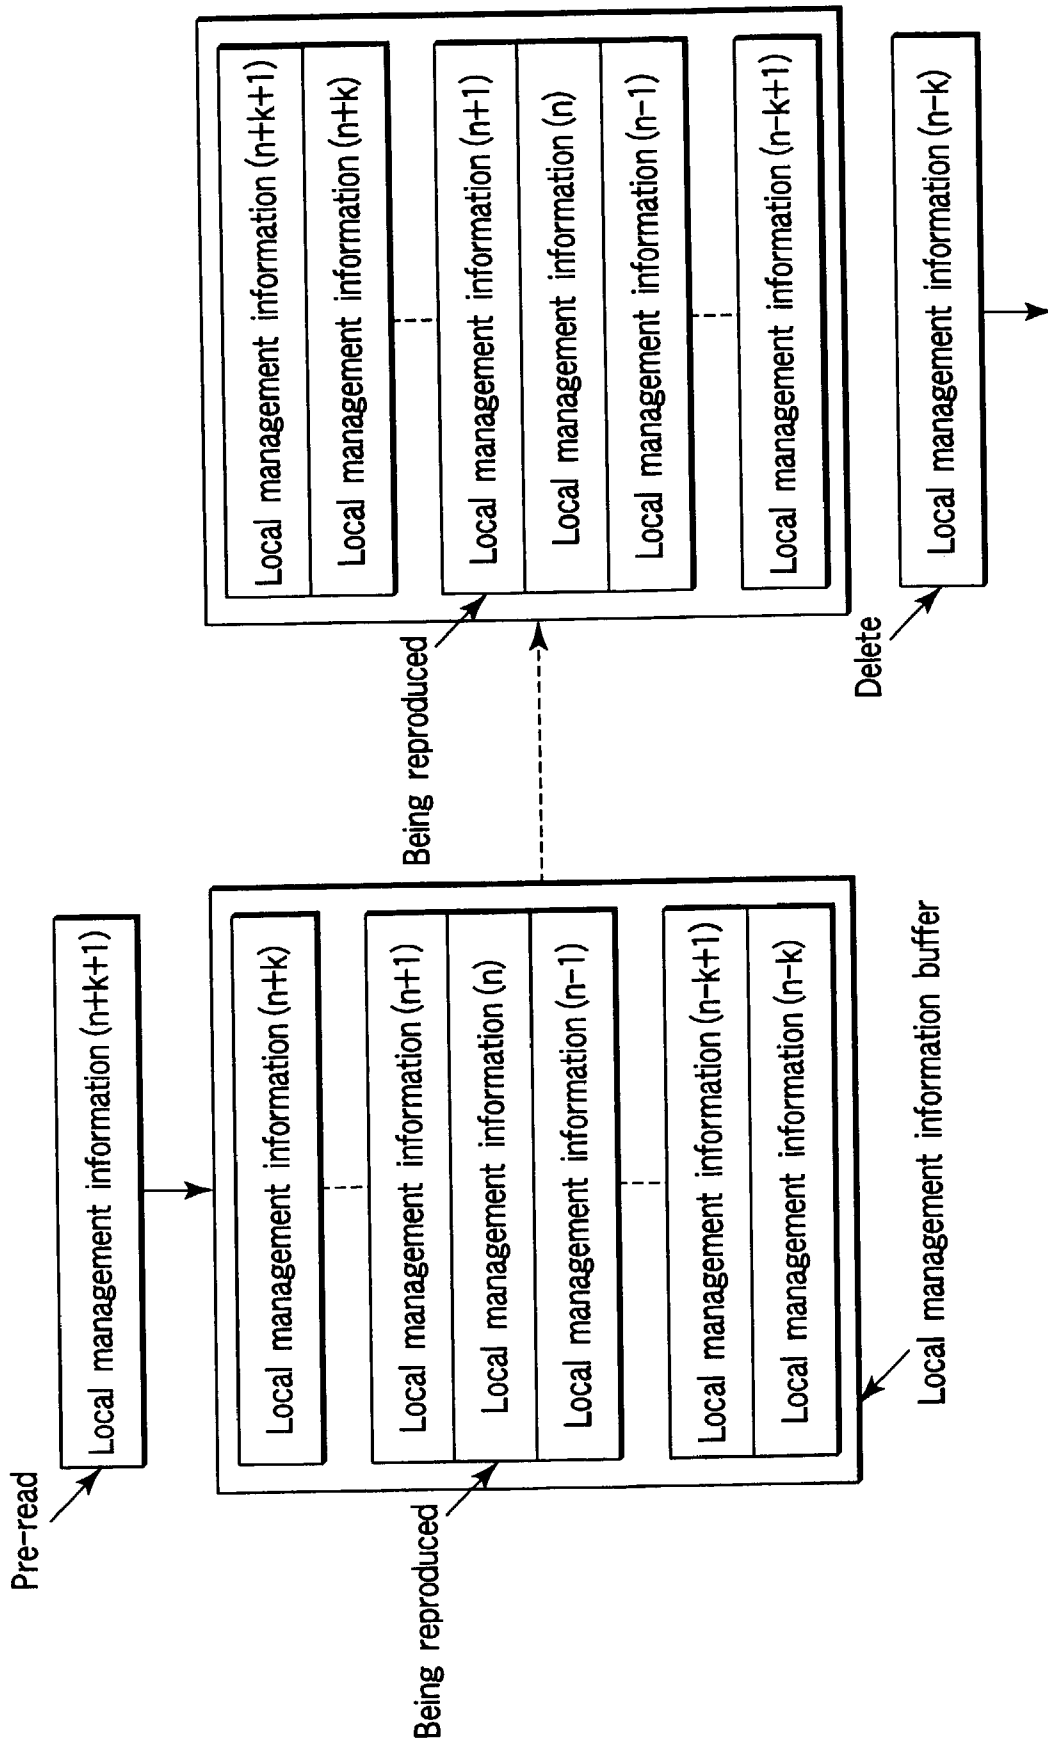 Pre-read
Local management information (n+k+1)
Local management information (n+k)
Being reproduced
Local management information (n+1)
Local management information (n)
Local management information (n-1)
Local management information (n-k+1)
Local management information (n-k)
Local management information buffer
Local management information (n+k+1)
Local management information (n+k)
Being reproduced
Local management information (n+1)
Local management information (n)
Local management information (n-1)
Local management information (n-k+1)
Delete
Local management information (n-k)